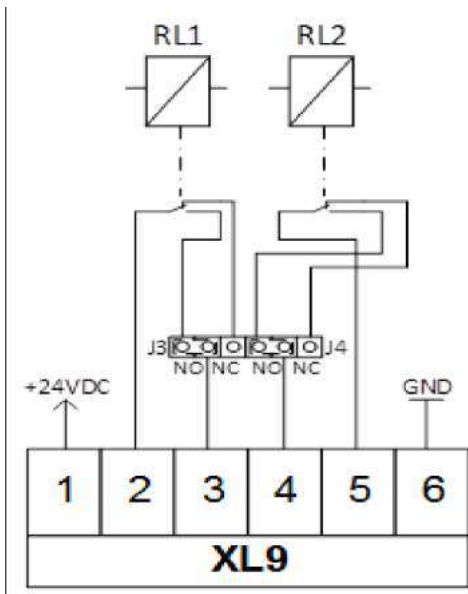 RL1 RL2
J3 J4
NO NC NO NC
+24VDC GND
1 2 3 4 5 6
XL9